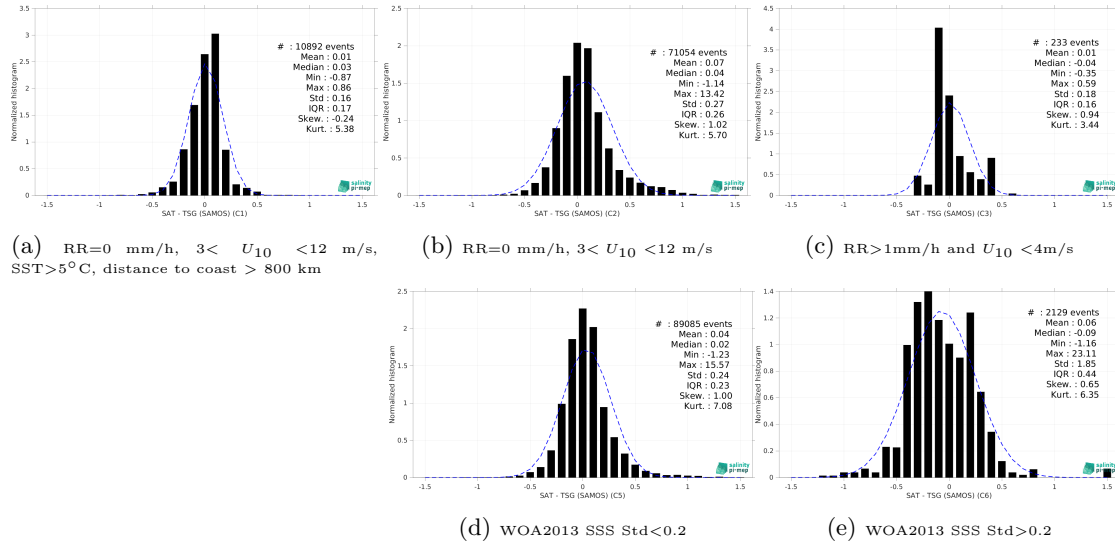 3.5
3
2.5
2
1.5
1
0.5
0
Normalized histogram
# : 10892 events
Mean : 0.01
Median : 0.03
Min : -0.87
Max : 0.86
Std : 0.16
IQR : 0.17
Skew. : -0.24
Kurt. : 5.38
salinity
pi-mep
-1.5 -1 -0.5 0 0.5 1 1.5
SAT - TSG (SAMOS) (C1)
(a) RR=0 mm/h, 3< U10 <12 m/s,
SST>5°C, distance to coast > 800 km
2.5
2
1.5
1
0.5
0
Normalized histogram
# : 71054 events
Mean : 0.07
Median : 0.04
Min : -1.14
Max : 13.42
Std : 0.27
IQR : 0.26
Skew. : 1.02
Kurt. : 5.70
salinity
pi-mep
-1.5 -1 -0.5 0 0.5 1 1.5
SAT - TSG (SAMOS) (C2)
(b) RR=0 mm/h, 3< U10 <12 m/s
4.5
4
3.5
3
2.5
2
1.5
1
0.5
0
Normalized histogram
# : 233 events
Mean : 0.01
Median : -0.04
Min : -0.35
Max : 0.59
Std : 0.18
IQR : 0.16
Skew. : 0.94
Kurt. : 3.44
salinity
pi-mep
-1.5 -1 -0.5 0 0.5 1 1.5
SAT - TSG (SAMOS) (C3)
(c) RR>1mm/h and U10 <4m/s
2.5
2
1.5
1
0.5
0
Normalized histogram
# : 89085 events
Mean : 0.04
Median : 0.02
Min : -1.23
Max : 15.57
Std : 0.24
IQR : 0.23
Skew. : 1.00
Kurt. : 7.08
salinity
pi-mep
-1.5 -1 -0.5 0 0.5 1 1.5
SAT - TSG (SAMOS) (C5)
(d) WOA2013 SSS Std<0.2
1.4
1.2
1
0.8
0.6
0.4
0.2
0
Normalized histogram
# : 2129 events
Mean : 0.06
Median : -0.09
Min : -1.16
Max : 23.11
Std : 1.85
IQR : 0.44
Skew. : 0.65
Kurt. : 6.35
salinity
pi-mep
-1.5 -1 -0.5 0 0.5 1 1.5
SAT - TSG (SAMOS) (C6)
(e) WOA2013 SSS Std>0.2